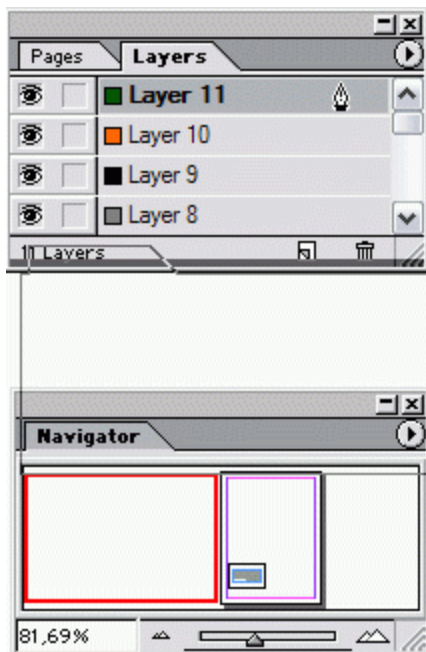 Pages Layers
Layer 11
Layer 10
Layer 9
Layer 8
11 Layers
Navigator
81,69%